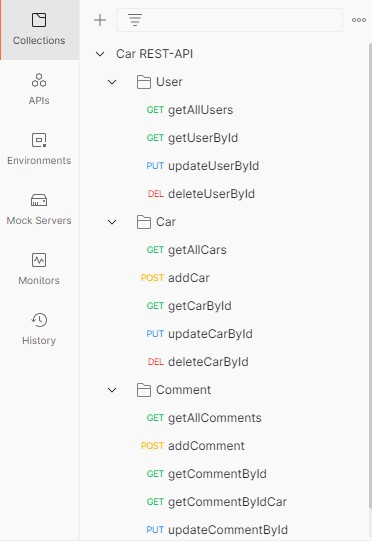 Collections
APIs
Environments
Mock Servers
Monitors
History
Car REST-API
User
GET getAllUsers
GET getUserById
PUT updateUserById
DEL deleteUserById
Car
GET getAllCars
POST addCar
GET getCarById
PUT updateCarById
DEL deleteCarById
Comment
GET getAllComments
POST addComment
GET getCommentById
GET getCommentByIdCar
PUT updateCommentById